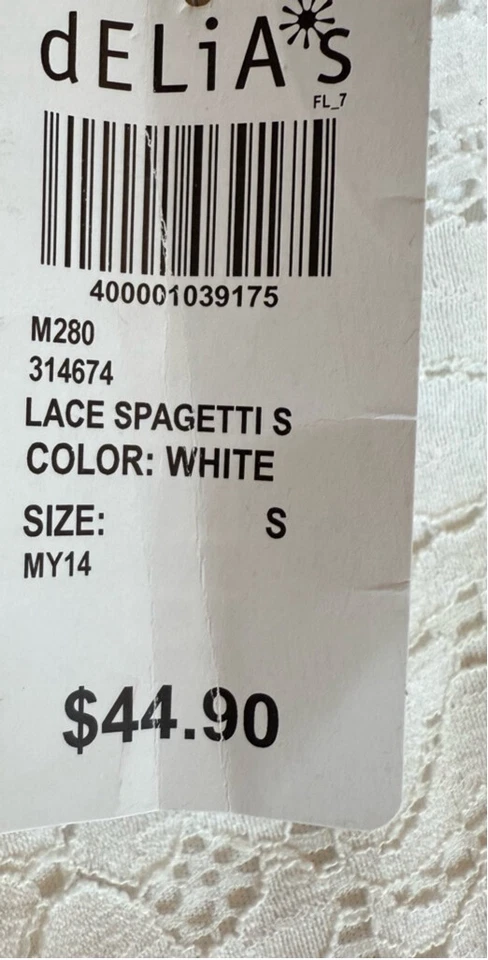 dELiA*s
FL_7
400001039175
M280
314674
LACE SPAGETTI S
COLOR: WHITE
SIZE: S
MY14
$44.90